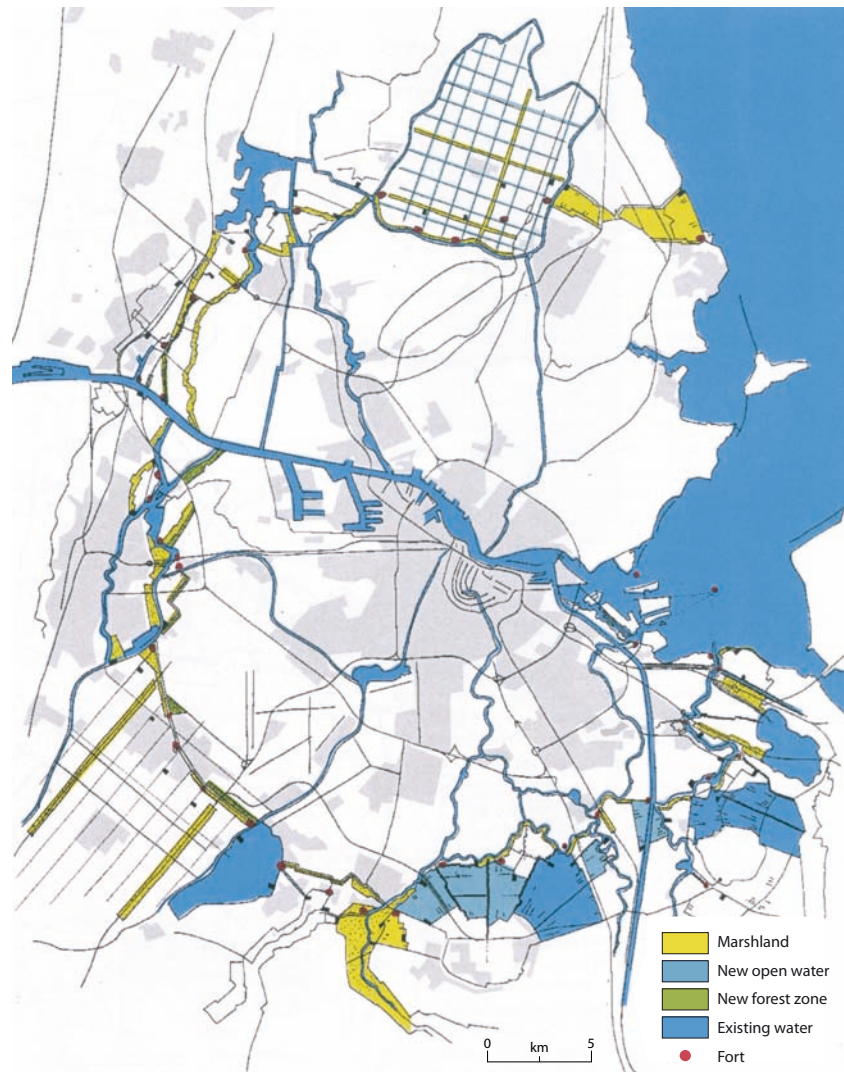 Marshland
New open water
New forest zone
Existing water
Fort
km
0 5